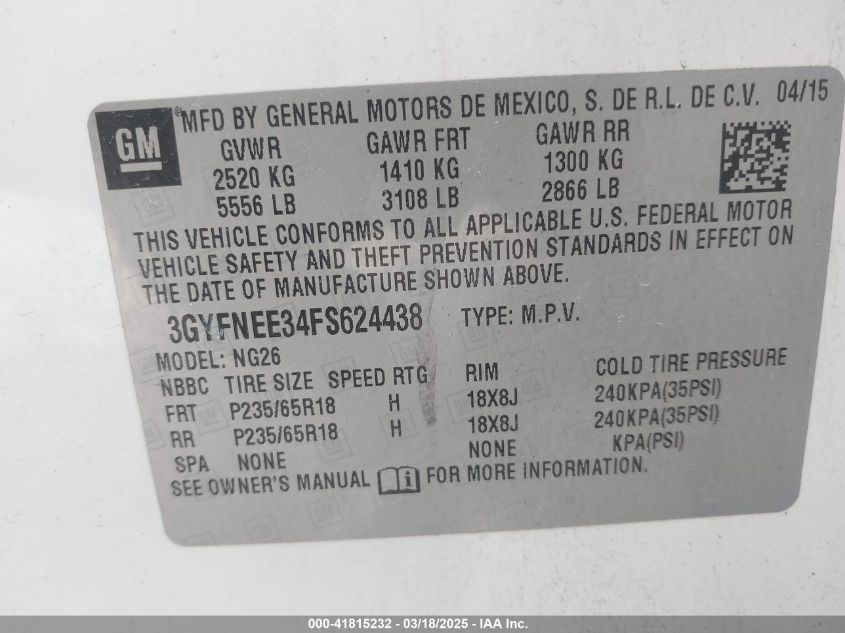 GM
®MFD BY GENERAL MOTORS DE MEXICO, S. DE R.L. DE C.V. 04/15
GVWR GAWR FRT GAWR RR
2520 KG 1410 KG 1300 KG
5556 LB 3108 LB 2866 LB
THIS VEHICLE CONFORMS TO ALL APPLICABLE U.S. FEDERAL MOTOR
VEHICLE SAFETY AND THEFT PREVENTION STANDARDS IN EFFECT ON
THE DATE OF MANUFACTURE SHOWN ABOVE.
3GYFNEE34FS624438 TYPE: M.P.V.
MODEL: NG26
NBBC TIRE SIZE SPEED RTG RIM COLD TIRE PRESSURE
FRT P235/65R18 H 18X8J 240KPA(35PSI)
RR P235/65R18 H 18X8J 240KPA(35PSI)
SPA NONE NONE KPA(PSI)
SEE OWNER'S MANUAL FOR MORE INFORMATION.
000-41815232 - 03/18/2025 - IAA Inc.